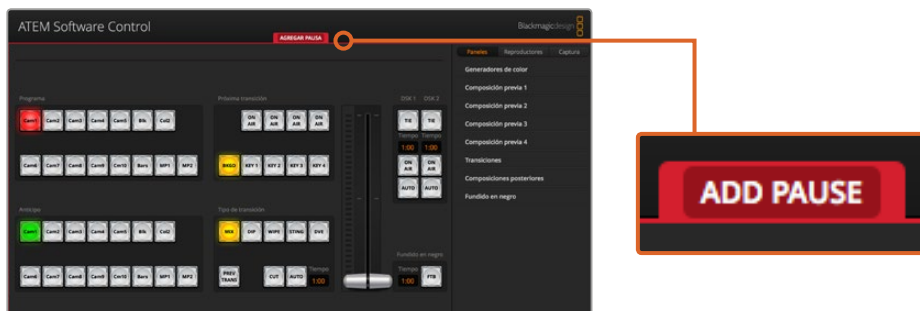 ATEM Software Control
Blackmagicdesign
AGREGAR PAUSA
Paneles Reproductores Captura
Generadores de color
Composición previa 1
Composición previa 2
Composición previa 3
Composición previa 4
Transiciones
Composiciones posteriores
Fundido en negro
Programa
Cam1 Cam2 Cam3 Cam4 Cam5 Blk Col2
Cam6 Cam7 Cam8 Cam9 Cm10 Bars MP1 MP2
Próxima transición
ON AIR ON AIR ON AIR ON AIR
BKGD KEY 1 KEY 2 KEY 3 KEY 4
DSK 1 DSK 2
TIE TIE
Tiempo Tiempo
1:00 1:00
ON AIR ON AIR
AUTO AUTO
Anticipo
Cam1 Cam2 Cam3 Cam4 Cam5 Blk Col2
Cam6 Cam7 Cam8 Cam9 Cm10 Bars MP1 MP2
Tipo de transición
MIX DIP WIPE STING DVE
PREV TRANS CUT AUTO
Tiempo
1:00
Fundido en negro
Tiempo
1:00 FTB
ADD PAUSE